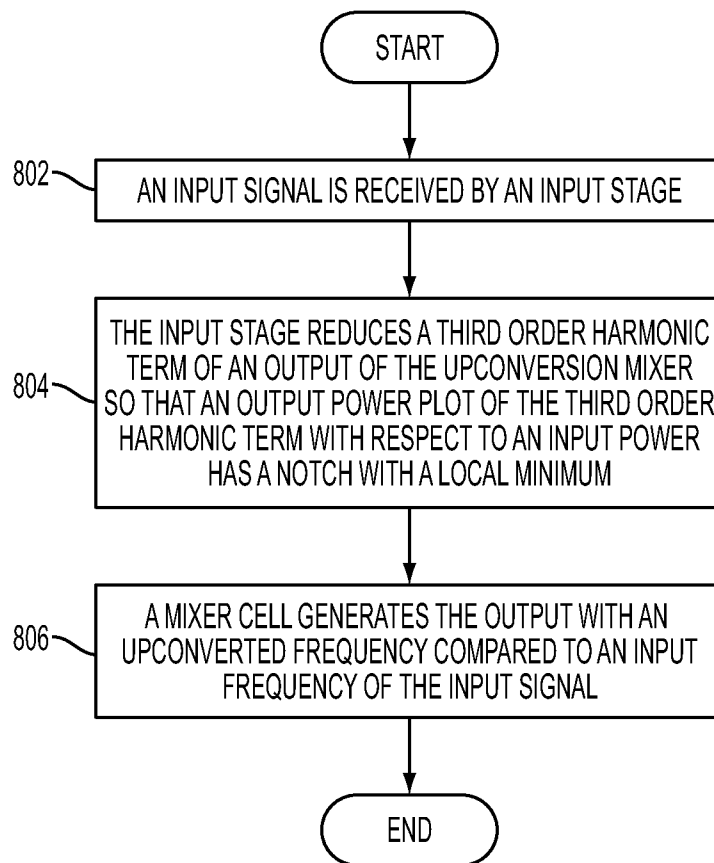 START
802
AN INPUT SIGNAL IS RECEIVED BY AN INPUT STAGE
804
THE INPUT STAGE REDUCES A THIRD ORDER HARMONIC
TERM OF AN OUTPUT OF THE UPCONVERSION MIXER
SO THAT AN OUTPUT POWER PLOT OF THE THIRD ORDER
HARMONIC TERM WITH RESPECT TO AN INPUT POWER
HAS A NOTCH WITH A LOCAL MINIMUM
806
A MIXER CELL GENERATES THE OUTPUT WITH AN
UPCONVERTED FREQUENCY COMPARED TO AN INPUT
FREQUENCY OF THE INPUT SIGNAL
END